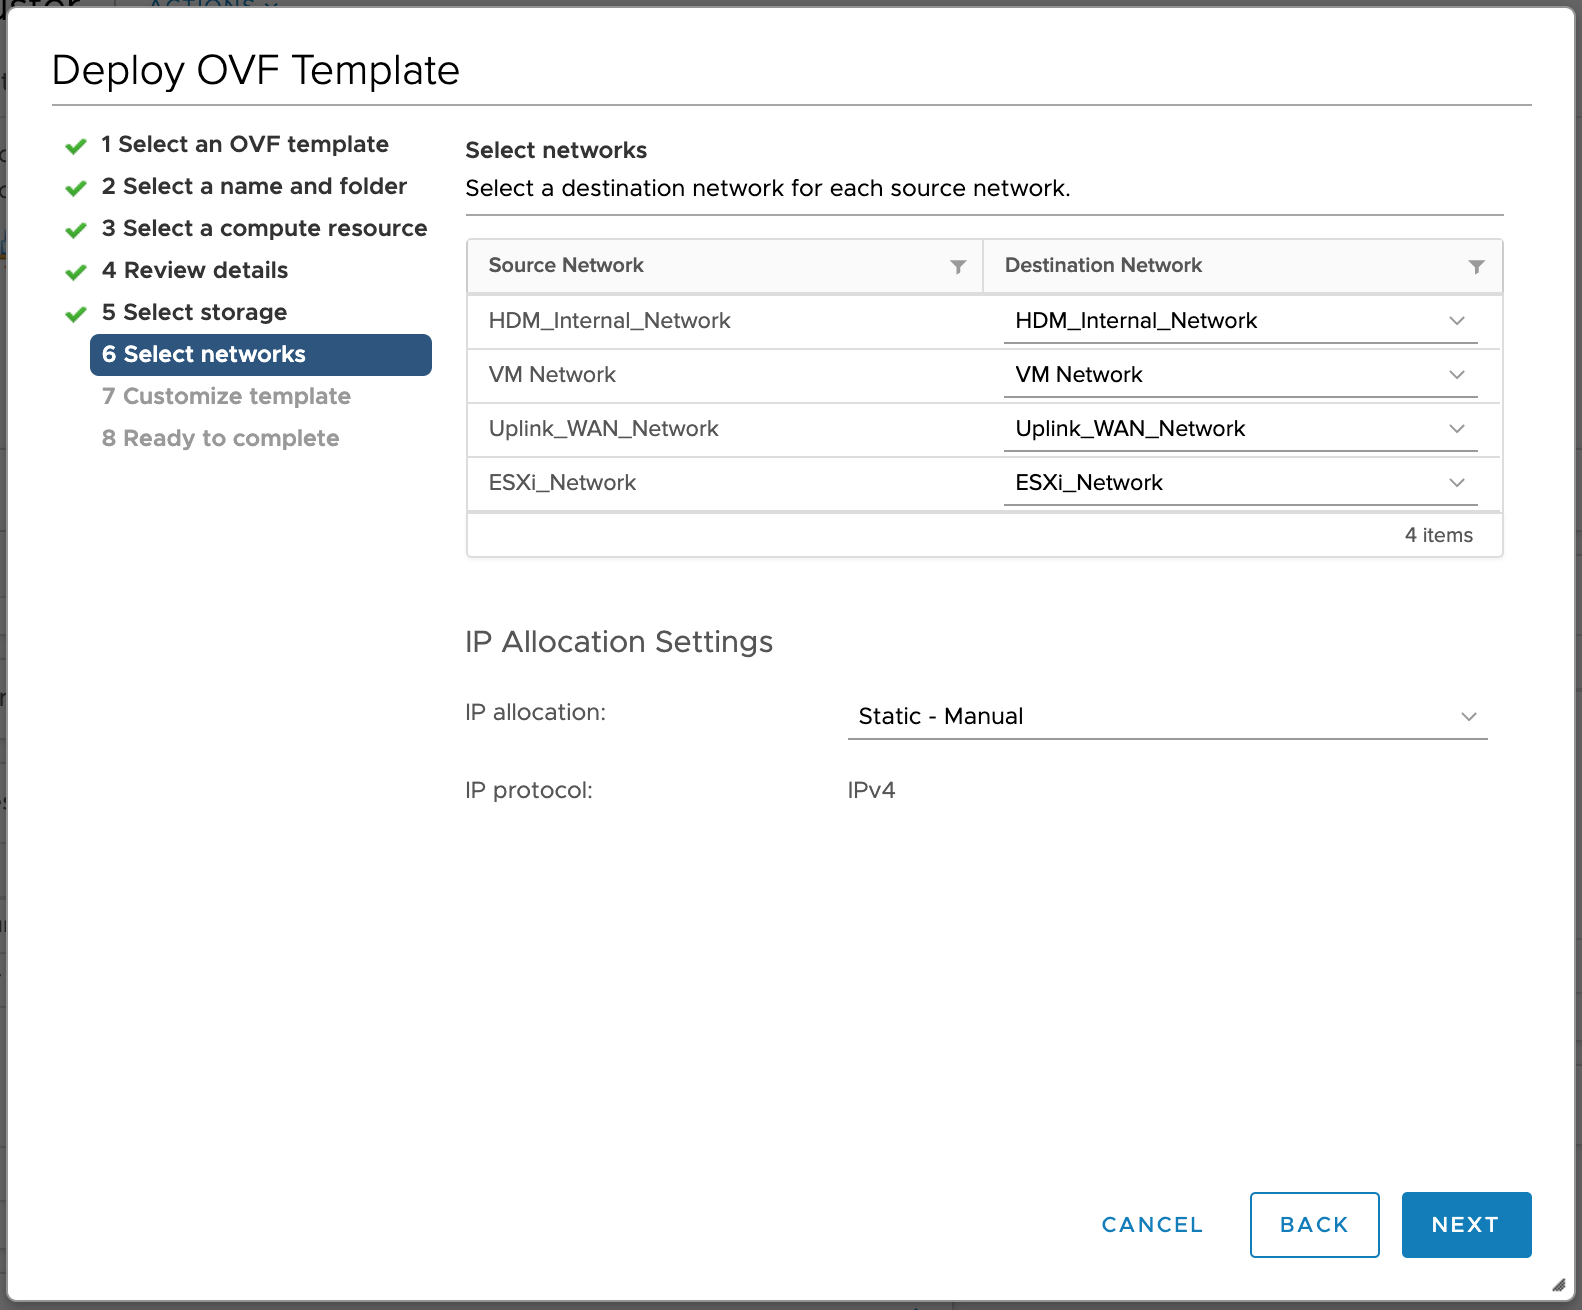 ACTIONS
Deploy OVF Template
1 Select an OVF template
2 Select a name and folder
3 Select a compute resource
4 Review details
5 Select storage
6 Select networks
7 Customize template
8 Ready to complete
Select networks
Select a destination network for each source network.
Source Network Destination Network
HDM_Internal_Network HDM_Internal_Network
VM Network VM Network
Uplink_WAN_Network Uplink_WAN_Network
ESXi_Network ESXi_Network
4 items
IP Allocation Settings
IP allocation: Static - Manual
IP protocol: IPv4
CANCEL BACK NEXT